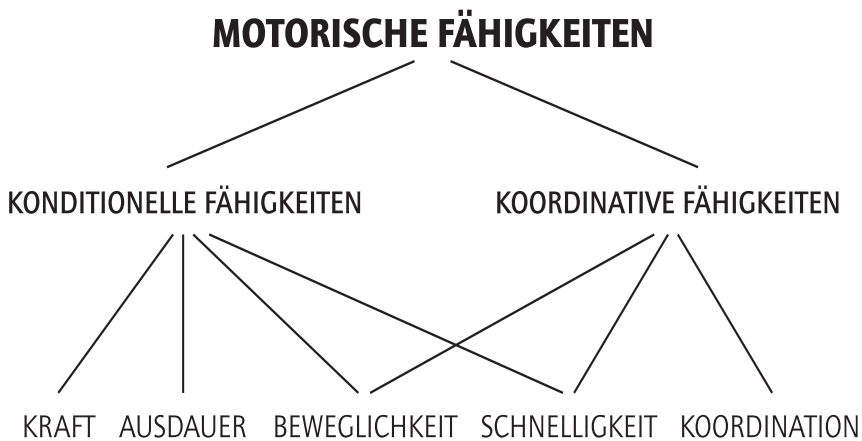 MOTORISCHE FÄHIGKEITEN
KONDITIONELLE FÄHIGKEITEN KOORDINATIVE FÄHIGKEITEN
KRAFT AUSDAUER BEWEGLICHKEIT SCHNELLIGKEIT KOORDINATION